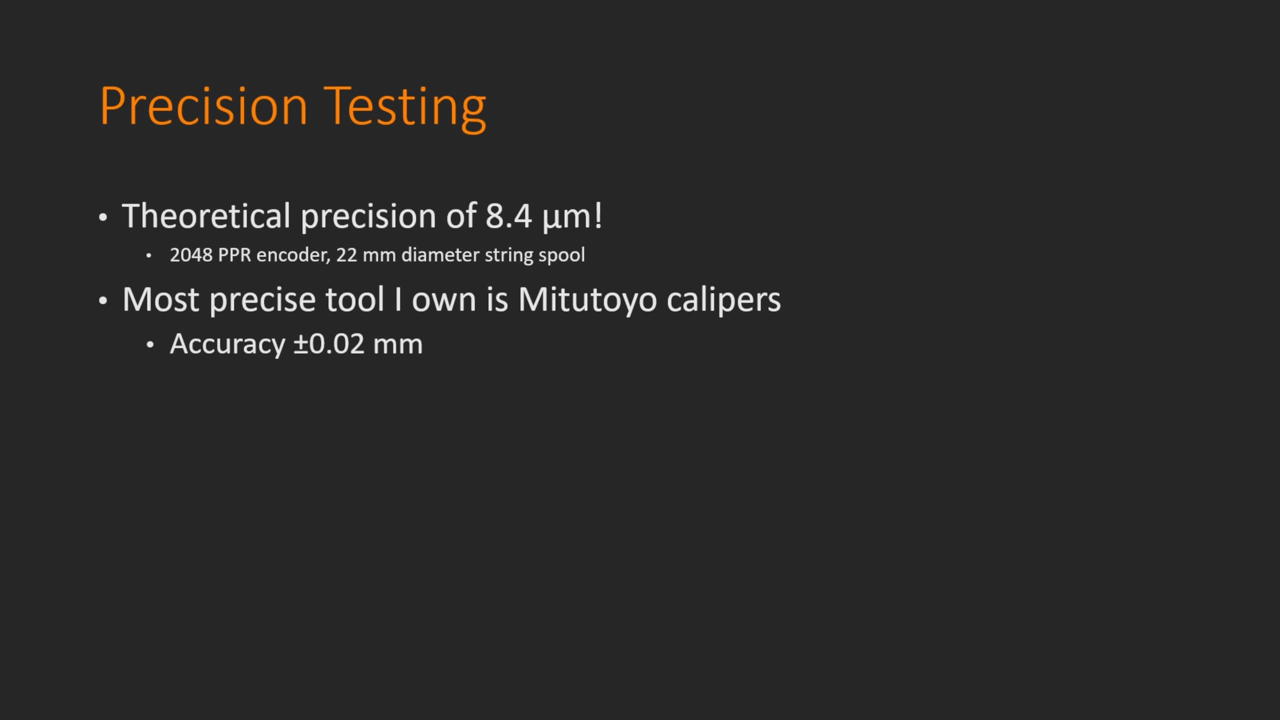 Precision Testing
• Theoretical precision of 8.4 µm!
• 2048 PPR encoder, 22 mm diameter string spool
• Most precise tool I own is Mitutoyo calipers
• Accuracy ±0.02 mm